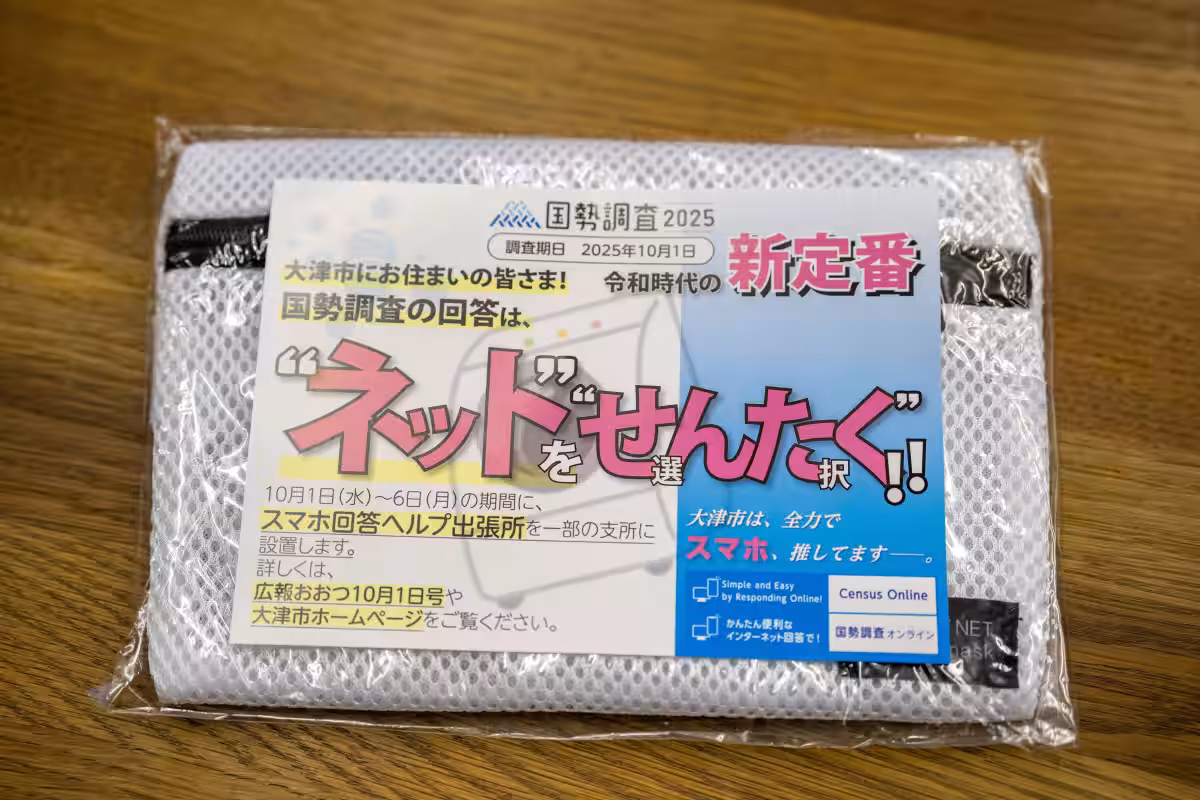 国勢調査2025
調査期日 2025年10月1日
大津市にお住まいの皆さま!
国勢調査の回答は、
令和時代の新定番
“ネット”を“せんたく”!!
選択
10月1日(水)~6日(月)の期間に、
スマホ回答ヘルプ出張所を一部の支所に
設置します。
詳しくは、
広報おおつ10月1日号や
大津市ホームページをご覧ください。
大津市は、全力で
スマホ、推してます──。
Simple and Easy
by Responding Online!
Census Online
かんたん便利な
インターネット回答で!
国勢調査オンライン
NET